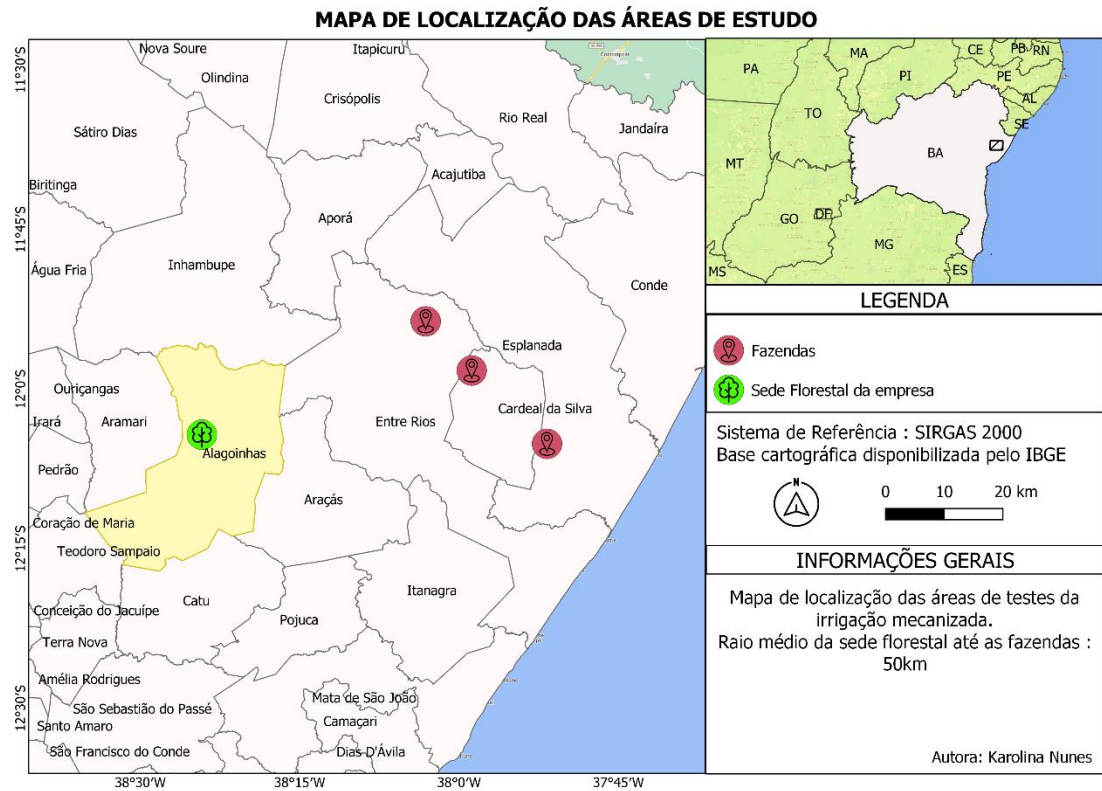 MAPA DE LOCALIZAÇÃO DAS ÁREAS DE ESTUDO
11°30'S
11°45'S
12°0'S
12°15'S
12°30'S
Nova Soure
Itapicuru
Olindina
Crisópolis
Rio Real
Jandaíra
Sátiro Dias
Acajutiba
Biritinga
Aporá
Água Fria
Inhambupe
Conde
Esplanada
Ouriçangas
Irará
Aramari
Entre Rios
Cardeal da Silva
Alagoinhas
Pedrão
Araçás
Coração de Maria
Teodoro Sampaio
Itanagra
Catu
Conceição do Jacuípe
Pojuca
Terra Nova
Amélia Rodrigues
São Sebastião do Passé
Mata de São João
Santo Amaro
Camaçari
São Francisco do Conde
Dias D'Ávila
38°30'W
38°15'W
38°0'W
37°45'W
PA
MA
CE
PB
RN
PI
PE
AL
TO
SE
BA
MT
GO
DF
MG
MS
ES
LEGENDA
Fazendas
Sede Florestal da empresa
Sistema de Referência : SIRGAS 2000
Base cartográfica disponibilizada pelo IBGE
0 10 20 km
INFORMAÇÕES GERAIS
Mapa de localização das áreas de testes da
irrigação mecanizada.
Raio médio da sede florestal até as fazendas :
50km
Autora: Karolina Nunes